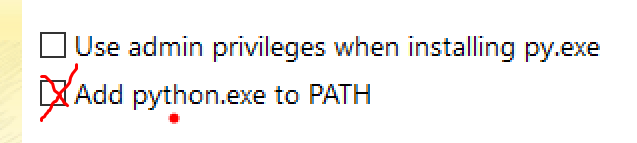 Use admin privileges when installing py.exe
Add python.exe to PATH